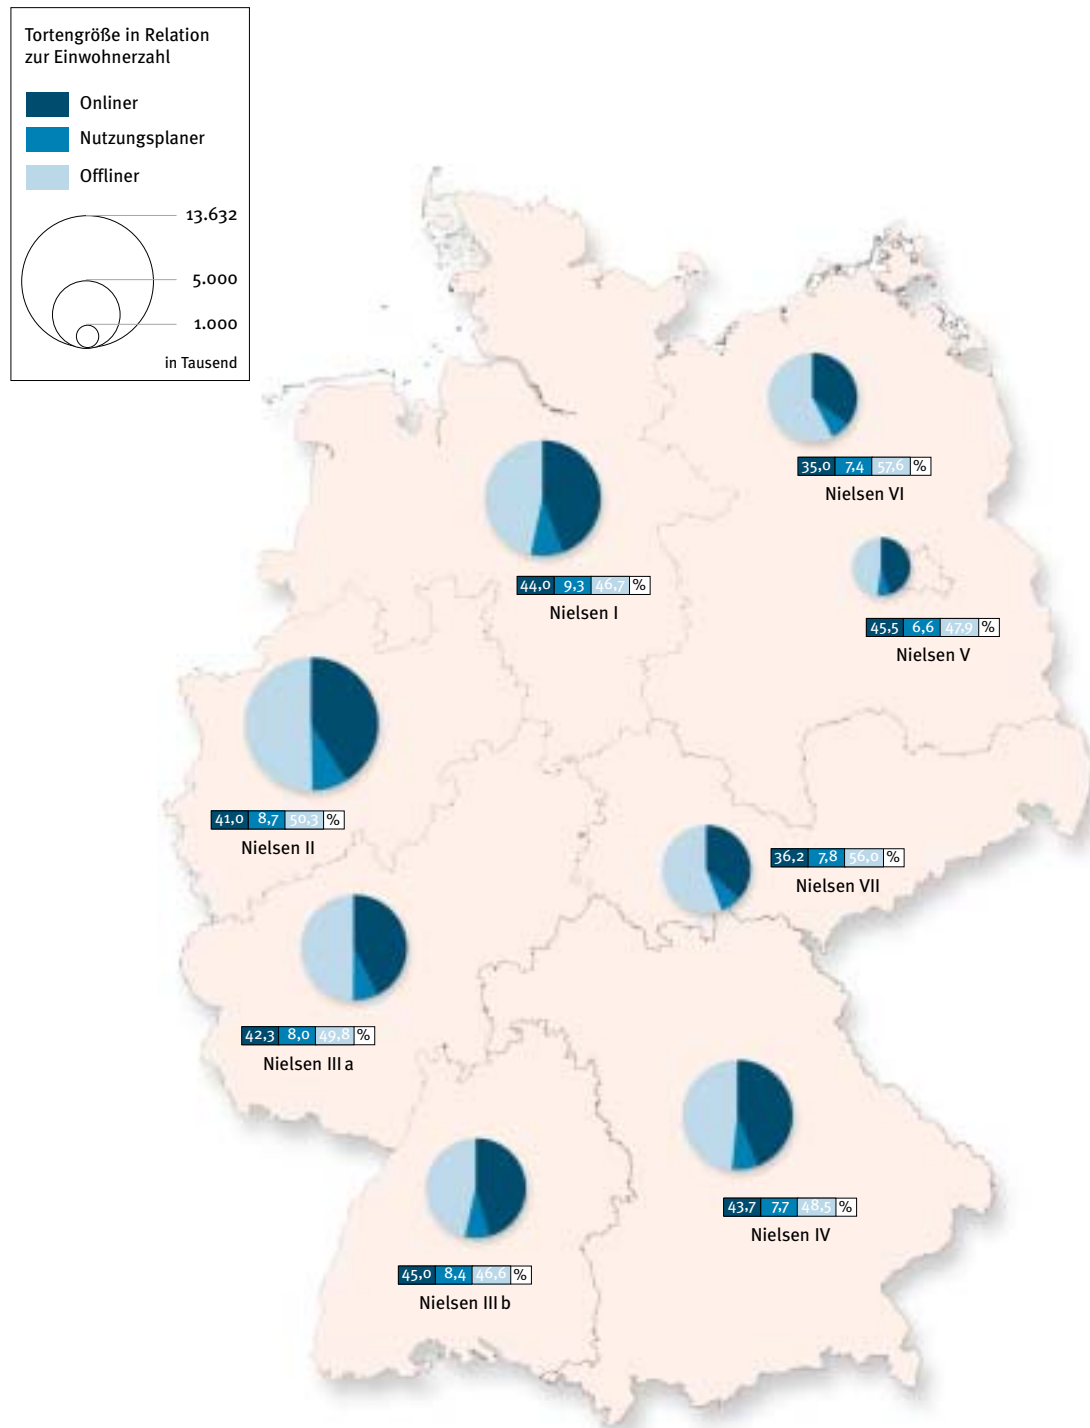 Tortengröße in Relation
zur Einwohnerzahl
Onliner
Nutzungsplaner
Offliner
13.632
5.000
1.000
in Tausend
35,0 7,4 57,6 %
Nielsen VI
44,0 9,3 46,7 %
Nielsen I
45,5 6,6 47,9 %
Nielsen V
41,0 8,7 50,3 %
Nielsen II
36,2 7,8 56,0 %
Nielsen VII
42,3 8,0 49,8 %
Nielsen III a
43,7 7,7 48,5 %
Nielsen IV
45,0 8,4 46,6 %
Nielsen III b